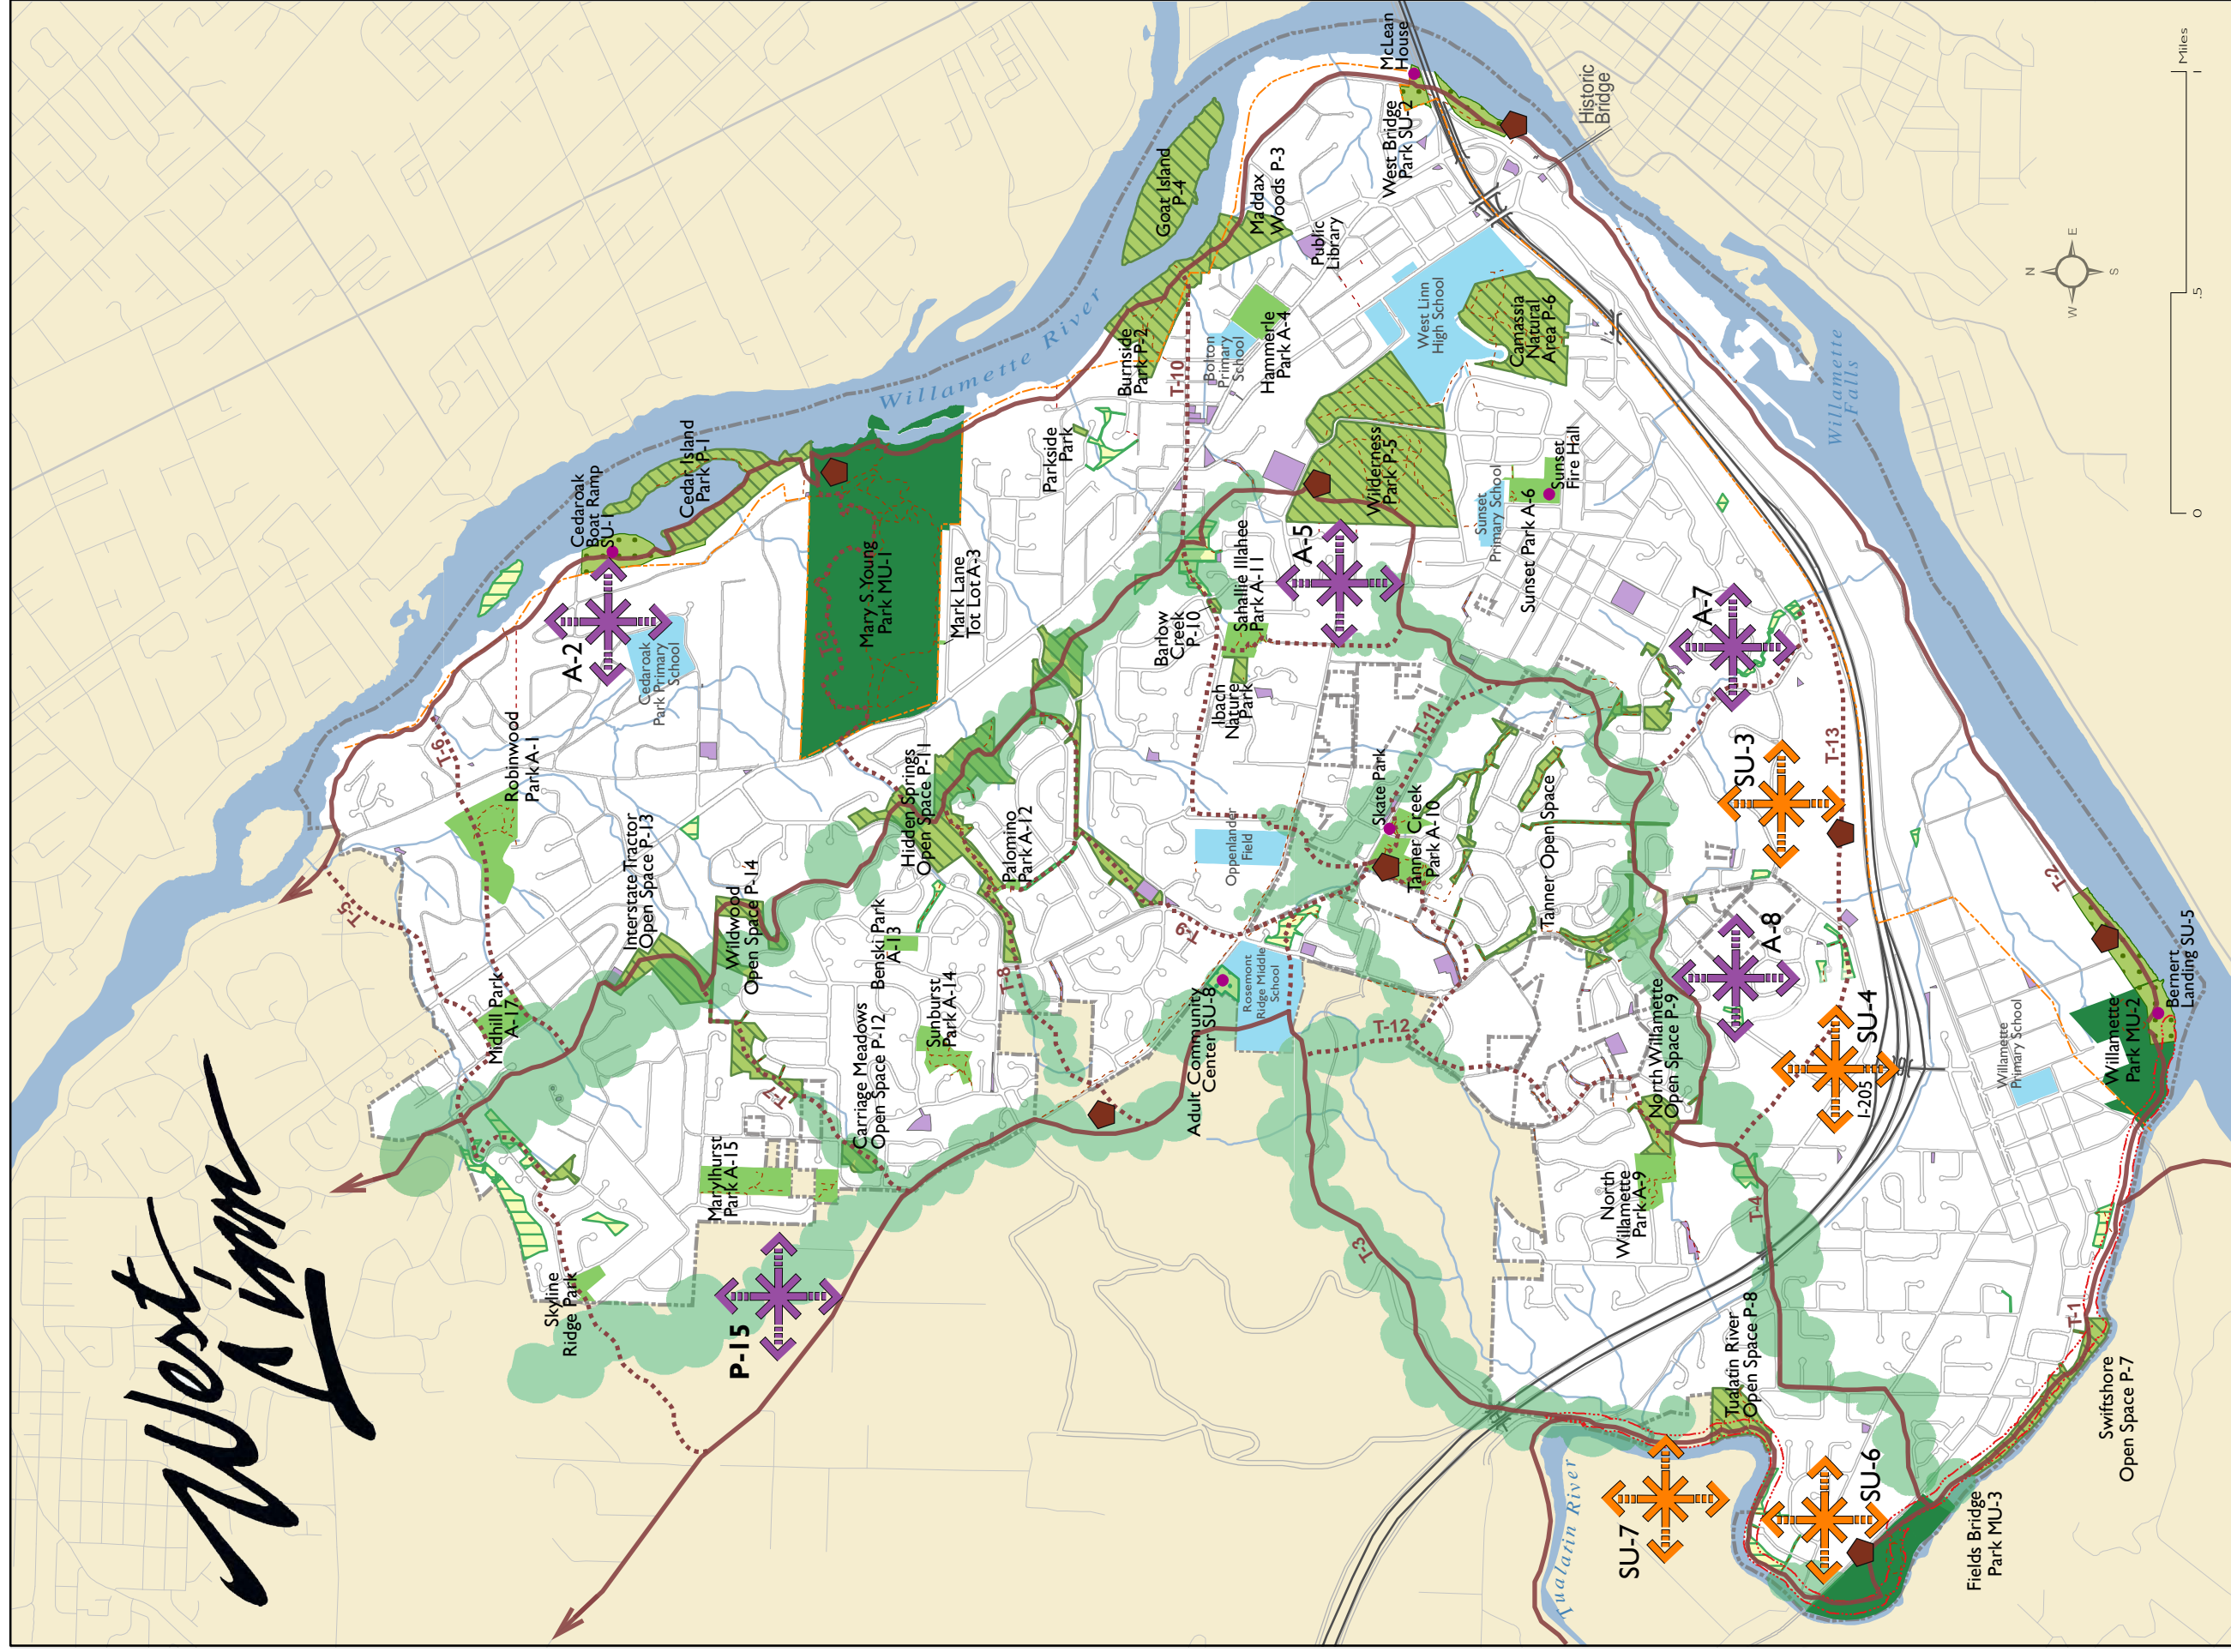 West
Linn
McLean
House
Historic
Bridge
West Bridge
Park SU-2
Goat Island
P-4
Maddax
Woods P-3
Public
Library
Miles
1
.5
0
N
E
S
W
West Linn
High School
Camassia
Natural
Area P-6
Willamette
Falls
Burnside
Park P-2
T-10
Bolton
Primary
School
Hammerle
Park A-4
Willamette River
Parkside
Park
Wilderness
Park P-5
Sunset
Primary School
Sunset
Fire Hall
Sunset Park A-6
Cedaroak
Boat Ramp
SU-1
Cedar Island
Park P-1
A-2
Cedaroak
Park Primary
School
Mary S. Young
Park MU-1
T8
Mark Lane
Tot Lot A-3
Barlow
Creek
P-10
Sahallie Illahee
Park A-11
A-5
Ibach
Nature
Park
A-7
T-6
Robinwood
Park A-1
Hidden Springs
Open Space P-11
Palomino
Park A-12
Oppenlander
Field
Skate Park
T-11
Tanner Creek
Park A-10
Tanner Open Space
SU-3
T-13
T-2
T-5
Interstate Tractor
Open Space P-13
Wildwood
Open Space P-14
Benski Park
A-13
T-9
T-8
Rosemont
Ridge Middle
School
A-8
Bernert
Landing SU-5
Willamette
Park MU-2
Midhill Park
A-17
Carriage Meadows
Open Space P-12
Sunburst
Park A-14
T-7
Adult Community
Center SU-8
T-12
North Willamette
Open Space P-9
SU-4
I-205
Willamette
Primary School
Marylhurst
Park A-15
North
Willamette
Park A-9
T-4
T-3
Skyline
Ridge Park
P-15
Tualatin River
Open Space P-8
T-1
Swiftshore
Open Space P-7
Tualatin River
SU-7
SU-6
Fields Bridge
Park MU-3